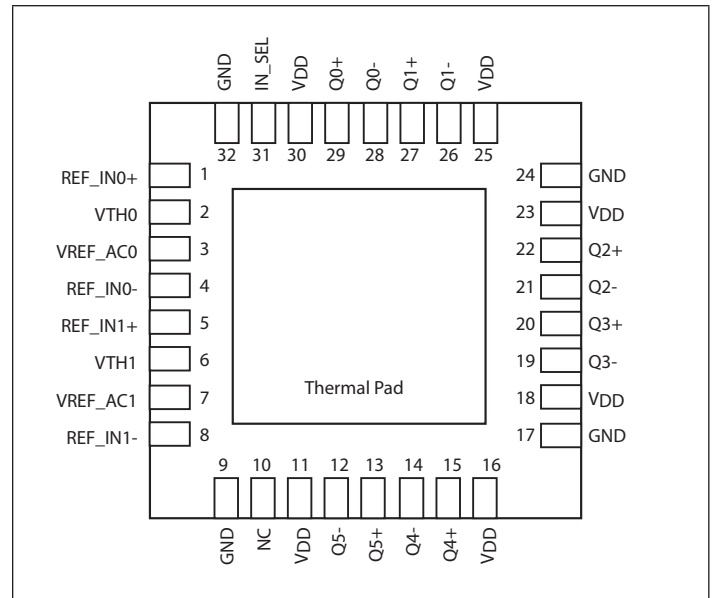 GND IN_SEL VDD Q0+ Q0- Q1+ Q1- VDD
32 31 30 29 28 27 26 25
REF_IN0+ 1 24 GND
VTH0 2 23 VDD
VREF_AC0 3 22 Q2+
REF_IN0- 4 21 Q2-
REF_IN1+ 5 20 Q3+
VTH1 6 19 Q3-
VREF_AC1 7 Thermal Pad 18 VDD
REF_IN1- 8 17 GND
9 10 11 12 13 14 15 16
GND NC VDD Q5- Q5+ Q4- Q4+ VDD